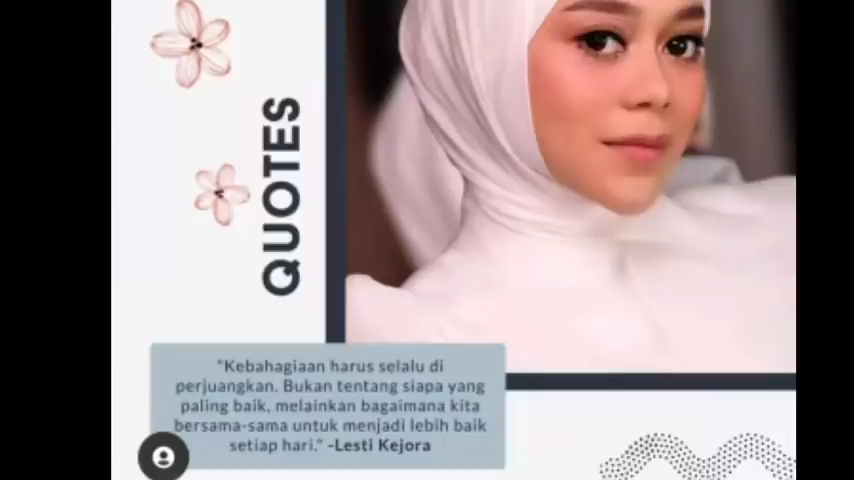 QUOTES
"Kebahagiaan harus selalu di
perjuangkan. Bukan tentang siapa yang
paling baik, melainkan bagaimana kita
bersama-sama untuk menjadi lebih baik
setiap hari." -Lesti Kejora